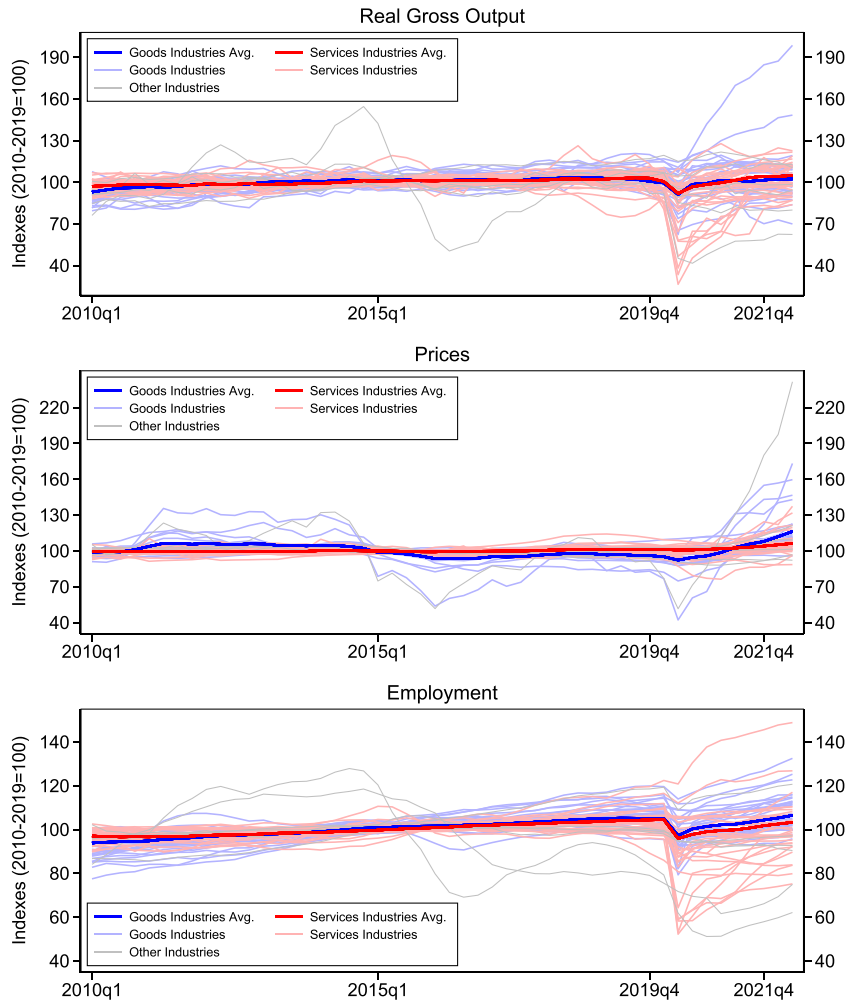 Real Gross Output
Indexes (2010-2019=100)
Goods Industries Avg. Services Industries Avg.
Goods Industries Services Industries
Other Industries
190 190
160 160
130 130
100 100
70 70
40 40
2010q1 2015q1 2019q4 2021q4
Prices
Indexes (2010-2019=100)
Goods Industries Avg. Services Industries Avg.
Goods Industries Services Industries
Other Industries
220 220
190 190
160 160
130 130
100 100
70 70
40 40
2010q1 2015q1 2019q4 2021q4
Employment
Indexes (2010-2019=100)
140 140
120 120
100 100
80 80
60 60
40 40
Goods Industries Avg. Services Industries Avg.
Goods Industries Services Industries
Other Industries
2010q1 2015q1 2019q4 2021q4